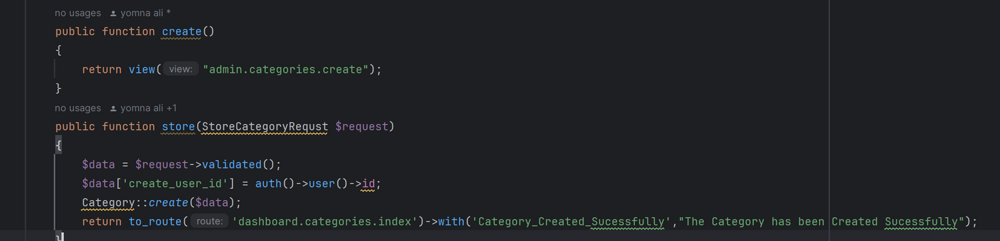 no usages yomna ali *
public function create()
{
return view( view: "admin.categories.create");
}
no usages yomna ali +1
public function store(StoreCategoryRequst $request)
{
$data = $request->validated();
$data['create_user_id'] = auth()->user()->id;
Category::create($data);
return to_route( route: 'dashboard.categories.index')->with('Category_Created_Sucessfully',"The Category has been Created Sucessfully");
}